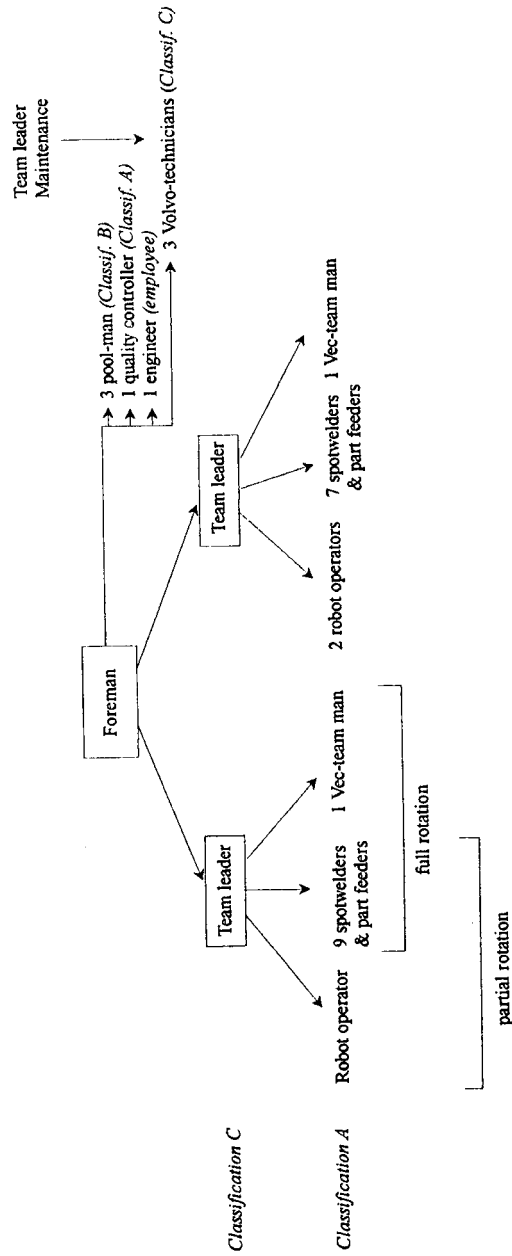 Team leader
Maintenance
3 pool-man (Classif. B)
1 quality controller (Classif. A)
1 engineer (employee)
3 Volvo-technicians (Classif. C)
Foreman
Classification C
Team leader
Team leader
Classification A
Robot operator
9 spotwelders
& part feeders
1 Vec-team man
2 robot operators
7 spotwelders
& part feeders
1 Vec-team man
full rotation
partial rotation